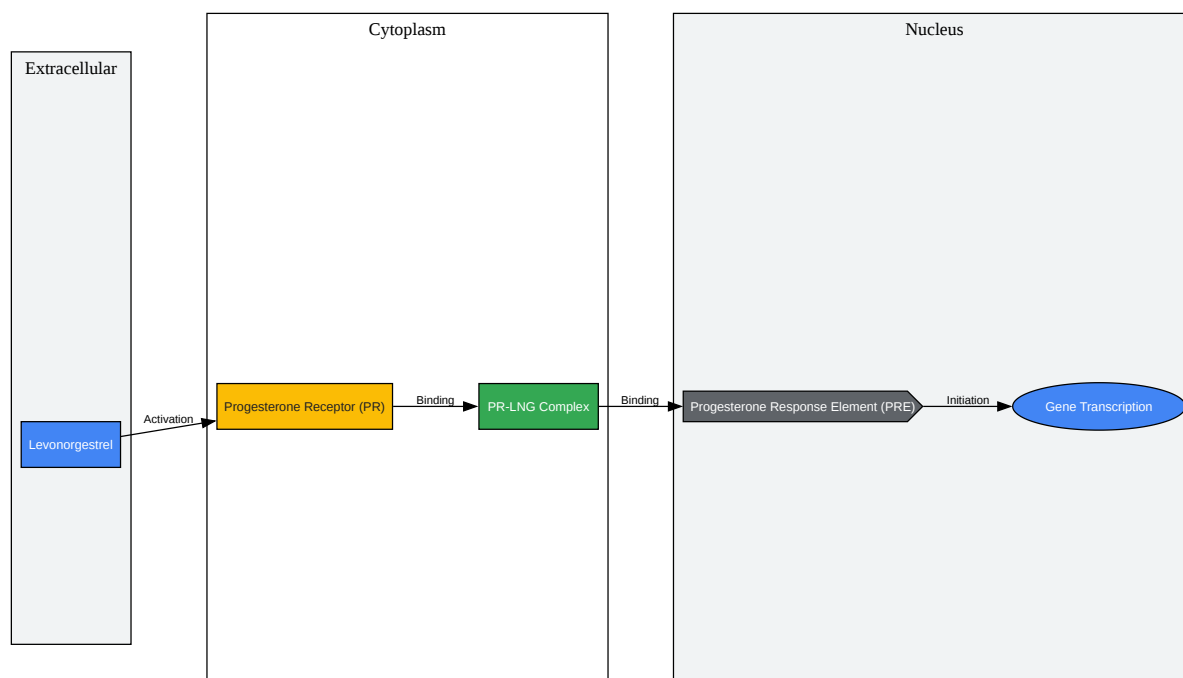 Extracellular
Cytoplasm
Nucleus
Levonorgestrel
Activation
Progesterone Receptor (PR)
Binding
PR-LNG Complex
Binding
Progesterone Response Element (PRE)
Initiation
Gene Transcription